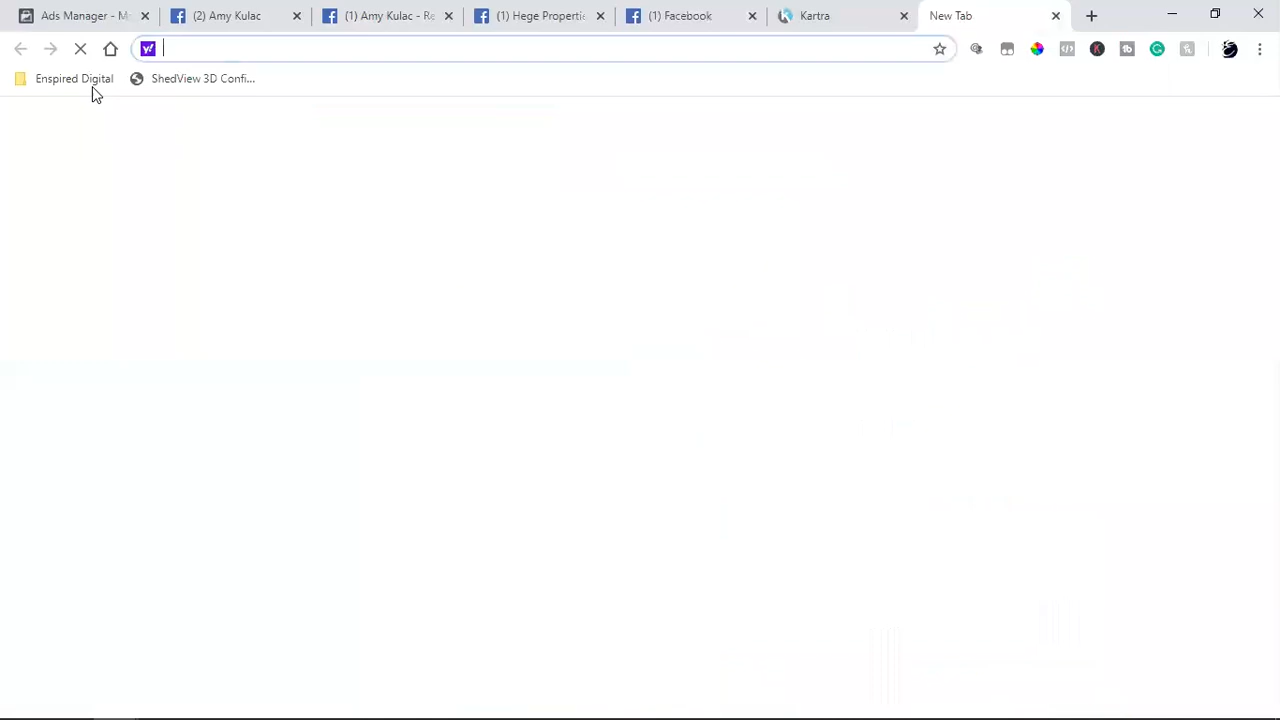 Ads Manager - M
(2) Amy Kulac
(1) Amy Kulac - Re
(1) Hege Propertie
(1) Facebook
Kartra
New Tab
y!
Enspired Digital
ShedView 3D Confi...